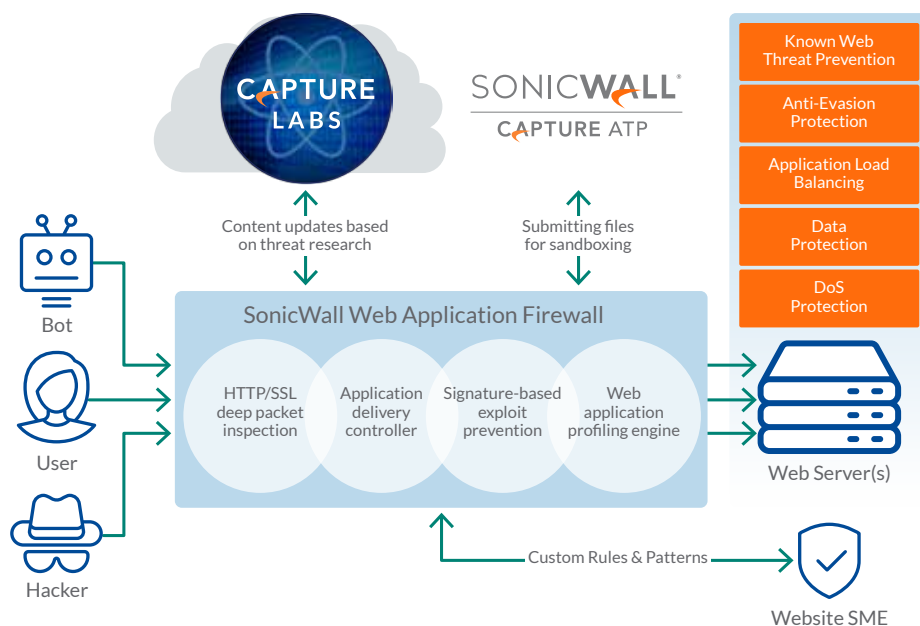 CAPTURE
LABS
SONICWALL®
CAPTURE ATP
Content updates based
on threat research
Submitting files
for sandboxing
Known Web
Threat Prevention
Anti-Evasion
Protection
Application Load
Balancing
Data
Protection
DoS
Protection
Bot
User
Hacker
SonicWall Web Application Firewall
HTTP/SSL
deep packet
inspection
Application
delivery
controller
Signature-based
exploit
prevention
Web
application
profiling engine
Web Server(s)
Custom Rules & Patterns
Website SME